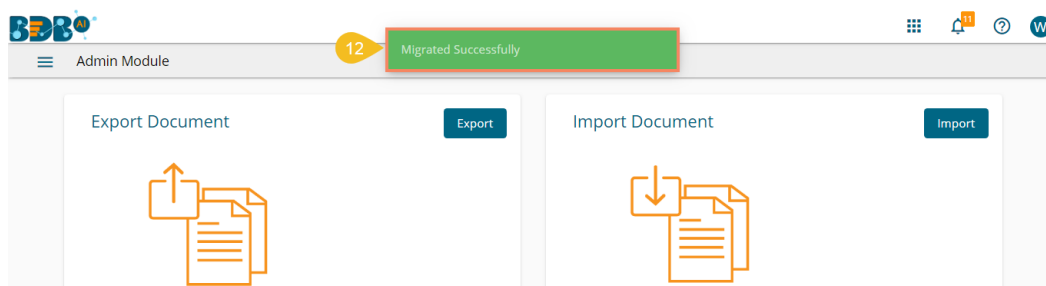 BDB AI
11
W
12
Migrated Successfully
Admin Module
Export Document
Export
Import Document
Import